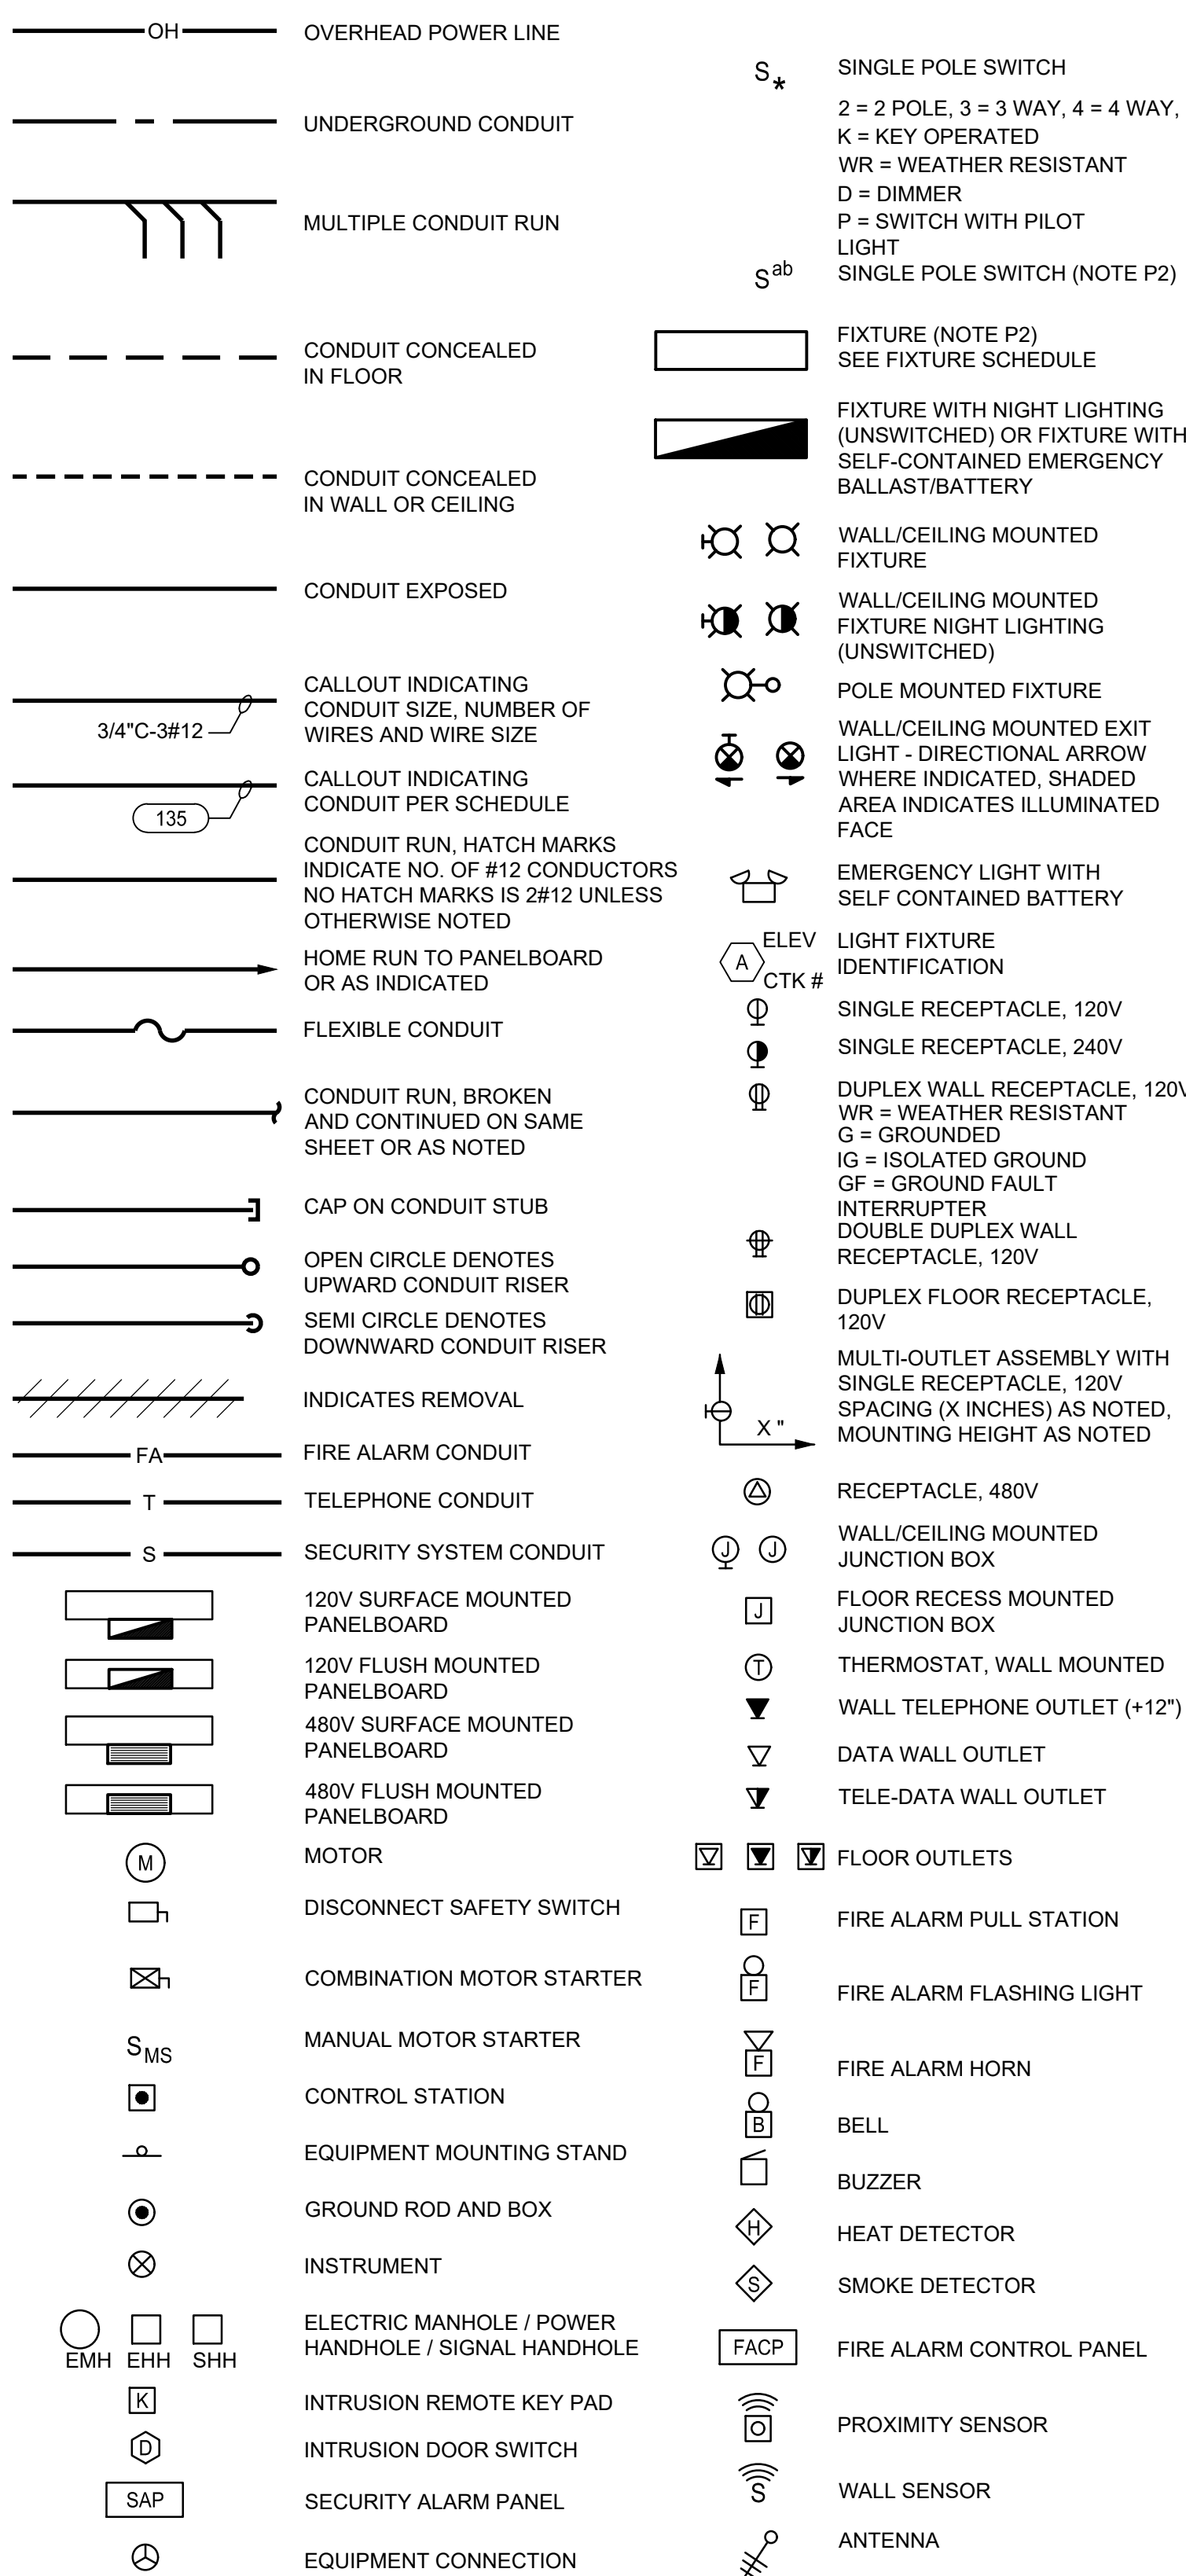 OH
OVERHEAD POWER LINE
UNDERGROUND CONDUIT
MULTIPLE CONDUIT RUN
CONDUIT CONCEALED
IN FLOOR
CONDUIT CONCEALED
IN WALL OR CEILING
CONDUIT EXPOSED
3/4"C-3#12
CALLOUT INDICATING
CONDUIT SIZE, NUMBER OF
WIRES AND WIRE SIZE
135
CALLOUT INDICATING
CONDUIT PER SCHEDULE
CONDUIT RUN, HATCH MARKS
INDICATE NO. OF #12 CONDUCTORS
NO HATCH MARKS IS 2#12 UNLESS
OTHERWISE NOTED
HOME RUN TO PANELBOARD
OR AS INDICATED
FLEXIBLE CONDUIT
CONDUIT RUN, BROKEN
AND CONTINUED ON SAME
SHEET OR AS NOTED
CAP ON CONDUIT STUB
OPEN CIRCLE DENOTES
UPWARD CONDUIT RISER
SEMI CIRCLE DENOTES
DOWNWARD CONDUIT RISER
INDICATES REMOVAL
FA
FIRE ALARM CONDUIT
T
TELEPHONE CONDUIT
S
SECURITY SYSTEM CONDUIT
120V SURFACE MOUNTED
PANELBOARD
120V FLUSH MOUNTED
PANELBOARD
480V SURFACE MOUNTED
PANELBOARD
480V FLUSH MOUNTED
PANELBOARD
M
MOTOR
DISCONNECT SAFETY SWITCH
COMBINATION MOTOR STARTER
S MS
MANUAL MOTOR STARTER
CONTROL STATION
EQUIPMENT MOUNTING STAND
GROUND ROD AND BOX
INSTRUMENT
EMH EHH SHH
ELECTRIC MANHOLE / POWER
HANDHOLE / SIGNAL HANDHOLE
K
INTRUSION REMOTE KEY PAD
D
INTRUSION DOOR SWITCH
SAP
SECURITY ALARM PANEL
EQUIPMENT CONNECTION
S *
SINGLE POLE SWITCH
2 = 2 POLE, 3 = 3 WAY, 4 = 4 WAY,
K = KEY OPERATED
WR = WEATHER RESISTANT
D = DIMMER
P = SWITCH WITH PILOT
LIGHT
S ab
SINGLE POLE SWITCH (NOTE P2)
FIXTURE (NOTE P2)
SEE FIXTURE SCHEDULE
FIXTURE WITH NIGHT LIGHTING
(UNSWITCHED) OR FIXTURE WITH
SELF-CONTAINED EMERGENCY
BALLAST/BATTERY
WALL/CEILING MOUNTED
FIXTURE
WALL/CEILING MOUNTED
FIXTURE NIGHT LIGHTING
(UNSWITCHED)
POLE MOUNTED FIXTURE
WALL/CEILING MOUNTED EXIT
LIGHT - DIRECTIONAL ARROW
WHERE INDICATED, SHADED
AREA INDICATES ILLUMINATED
FACE
EMERGENCY LIGHT WITH
SELF CONTAINED BATTERY
A
ELEV
CTK #
LIGHT FIXTURE
IDENTIFICATION
SINGLE RECEPTACLE, 120V
SINGLE RECEPTACLE, 240V
DUPLEX WALL RECEPTACLE, 120V
WR = WEATHER RESISTANT
G = GROUNDED
IG = ISOLATED GROUND
GF = GROUND FAULT
INTERRUPTER
DOUBLE DUPLEX WALL
RECEPTACLE, 120V
DUPLEX FLOOR RECEPTACLE,
120V
X "
MULTI-OUTLET ASSEMBLY WITH
SINGLE RECEPTACLE, 120V
SPACING (X INCHES) AS NOTED,
MOUNTING HEIGHT AS NOTED
RECEPTACLE, 480V
J J
WALL/CEILING MOUNTED
JUNCTION BOX
J
FLOOR RECESS MOUNTED
JUNCTION BOX
T
THERMOSTAT, WALL MOUNTED
WALL TELEPHONE OUTLET (+12")
DATA WALL OUTLET
TELE-DATA WALL OUTLET
FLOOR OUTLETS
F
FIRE ALARM PULL STATION
F
FIRE ALARM FLASHING LIGHT
F
FIRE ALARM HORN
B
BELL
BUZZER
H
HEAT DETECTOR
S
SMOKE DETECTOR
FACP
FIRE ALARM CONTROL PANEL
PROXIMITY SENSOR
S
WALL SENSOR
ANTENNA